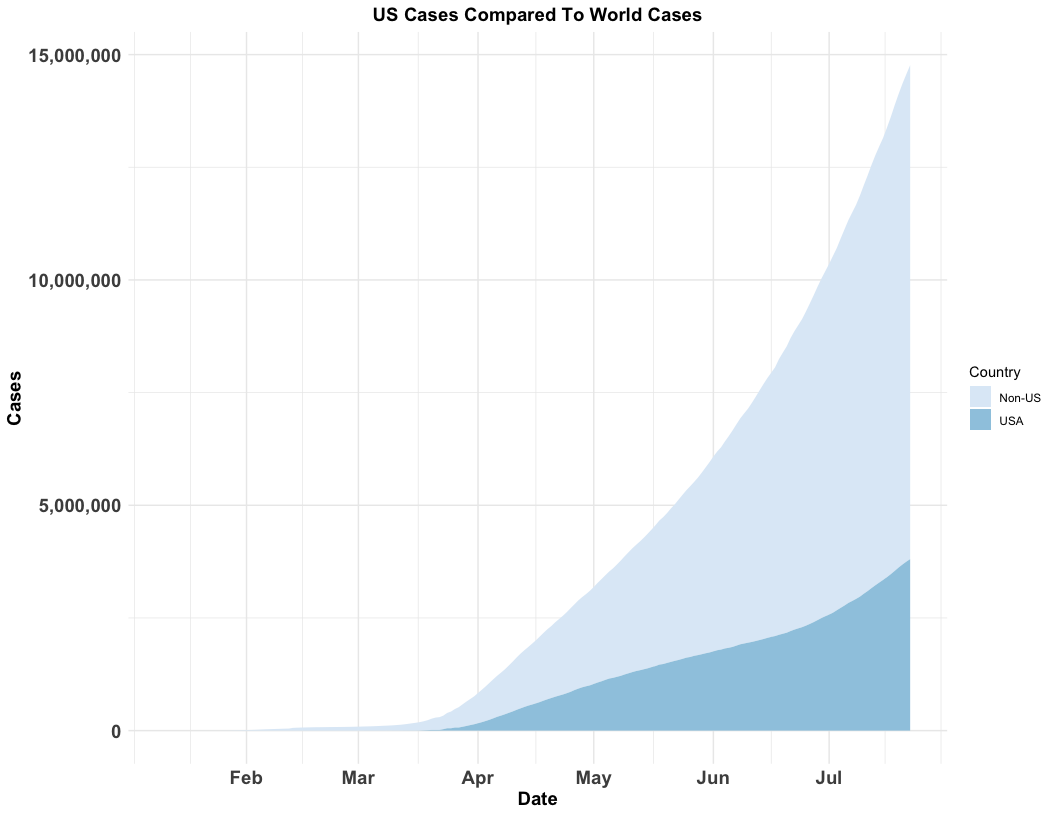 US Cases Compared To World Cases
15,000,000
10,000,000
5,000,000
0
Cases
Feb Mar Apr May Jun Jul
Date
Country
Non-US
USA